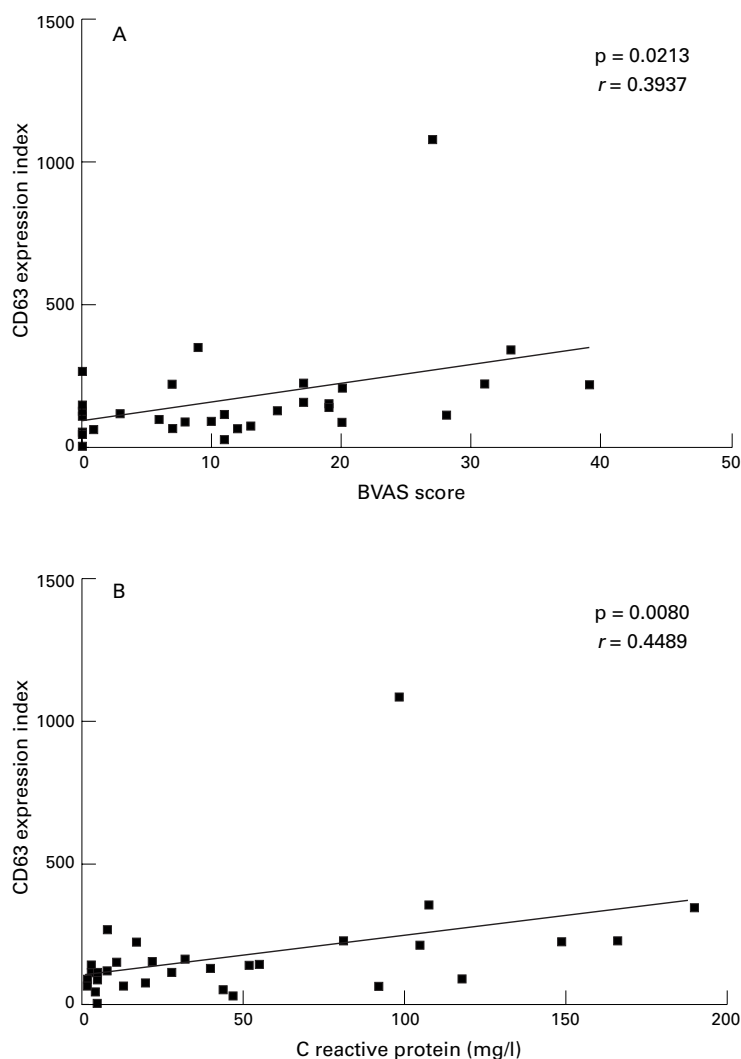 1500
A
p = 0.0213
r = 0.3937
1000
CD63 expression index
500
0
0 10 20 30 40 50
BVAS score
1500
B
p = 0.0080
r = 0.4489
1000
CD63 expression index
500
0
0 50 100 150 200
C reactive protein (mg/l)